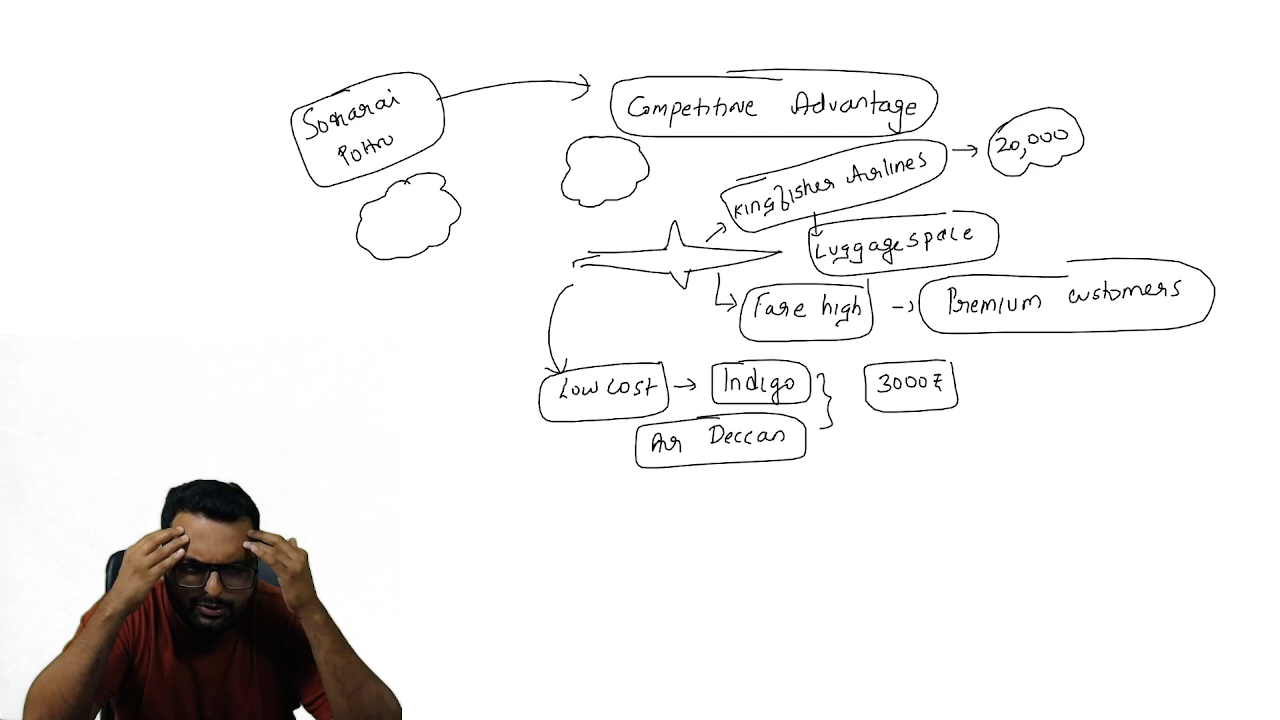 Sorarai
Pottru
Competitive Advantage
Kingfisher Airlines
20,000
Luggage space
Fare high
Premium customers
Low cost
Indigo
Air Deccan
3000₹